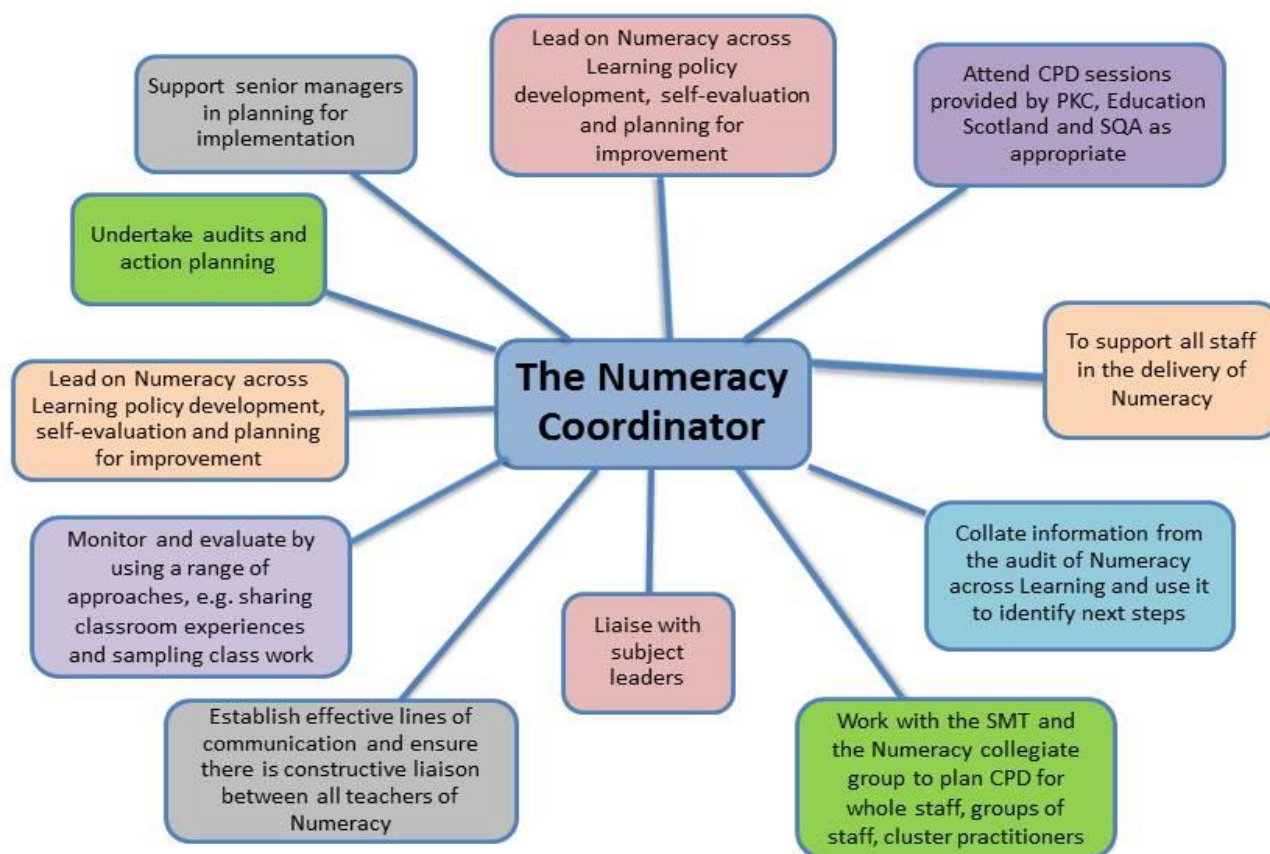 Lead on Numeracy across
Learning policy
development, self-evaluation
and planning for
improvement
Support senior managers
in planning for
implementation
Attend CPD sessions
provided by PKC, Education
Scotland and SQA as
appropriate
Undertake audits and
action planning
To support all staff
in the delivery of
Numeracy
The Numeracy
Coordinator
Lead on Numeracy across
Learning policy development,
self-evaluation and planning
for improvement
Collate information from
the audit of Numeracy
across Learning and use it
to identify next steps
Monitor and evaluate by
using a range of
approaches, e.g. sharing
classroom experiences
and sampling class work
Liaise with
subject
leaders
Establish effective lines of
communication and ensure
there is constructive liaison
between all teachers of
Numeracy
Work with the SMT and
the Numeracy collegiate
group to plan CPD for
whole staff, groups of
staff, cluster practitioners